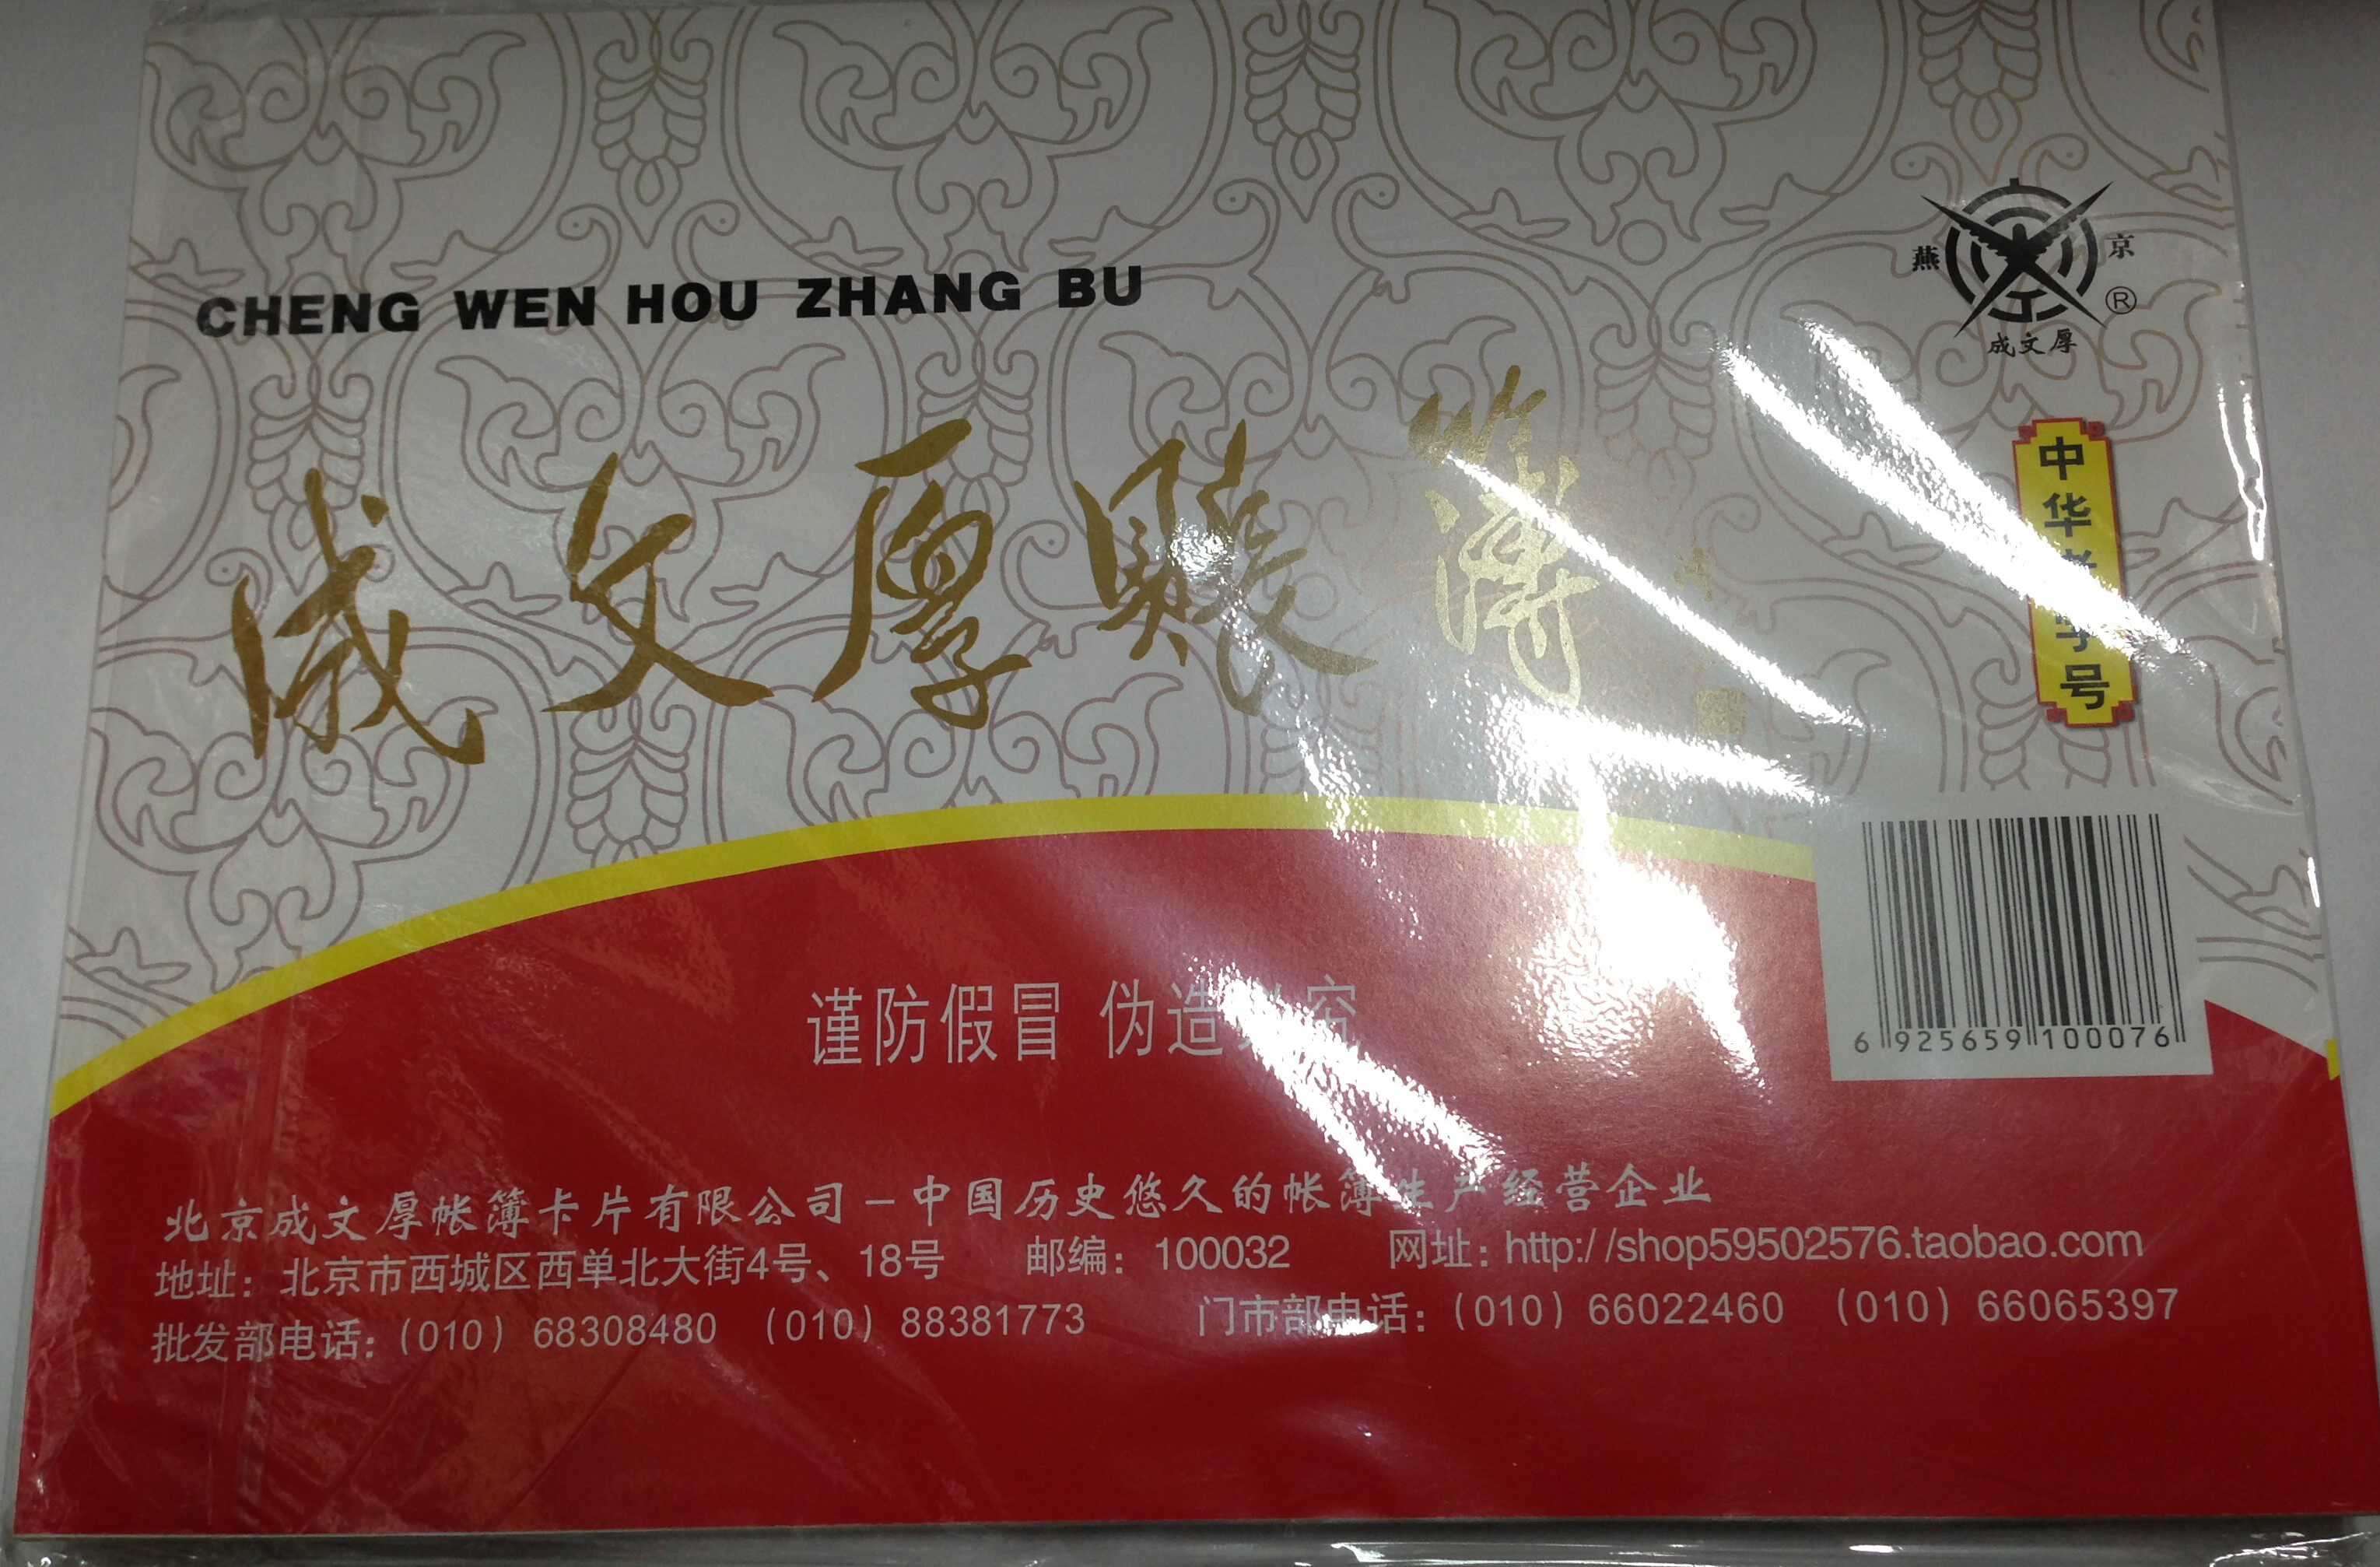 CHENG WEN HOU ZHANG BU
燕 京
®
成文厚
成文厚賬簿
中华 字号
谨防假冒 伪造 究
6 925659 100076
北京成文厚帐簿卡片有限公司－中国历史悠久的帐簿生产经营企业
地址：北京市西城区西单北大街4号、18号 邮编：100032 网址：http://shop59502576.taobao.com
批发部电话：(010) 68308480 (010) 88381773 门市部电话：(010) 66022460 (010) 66065397